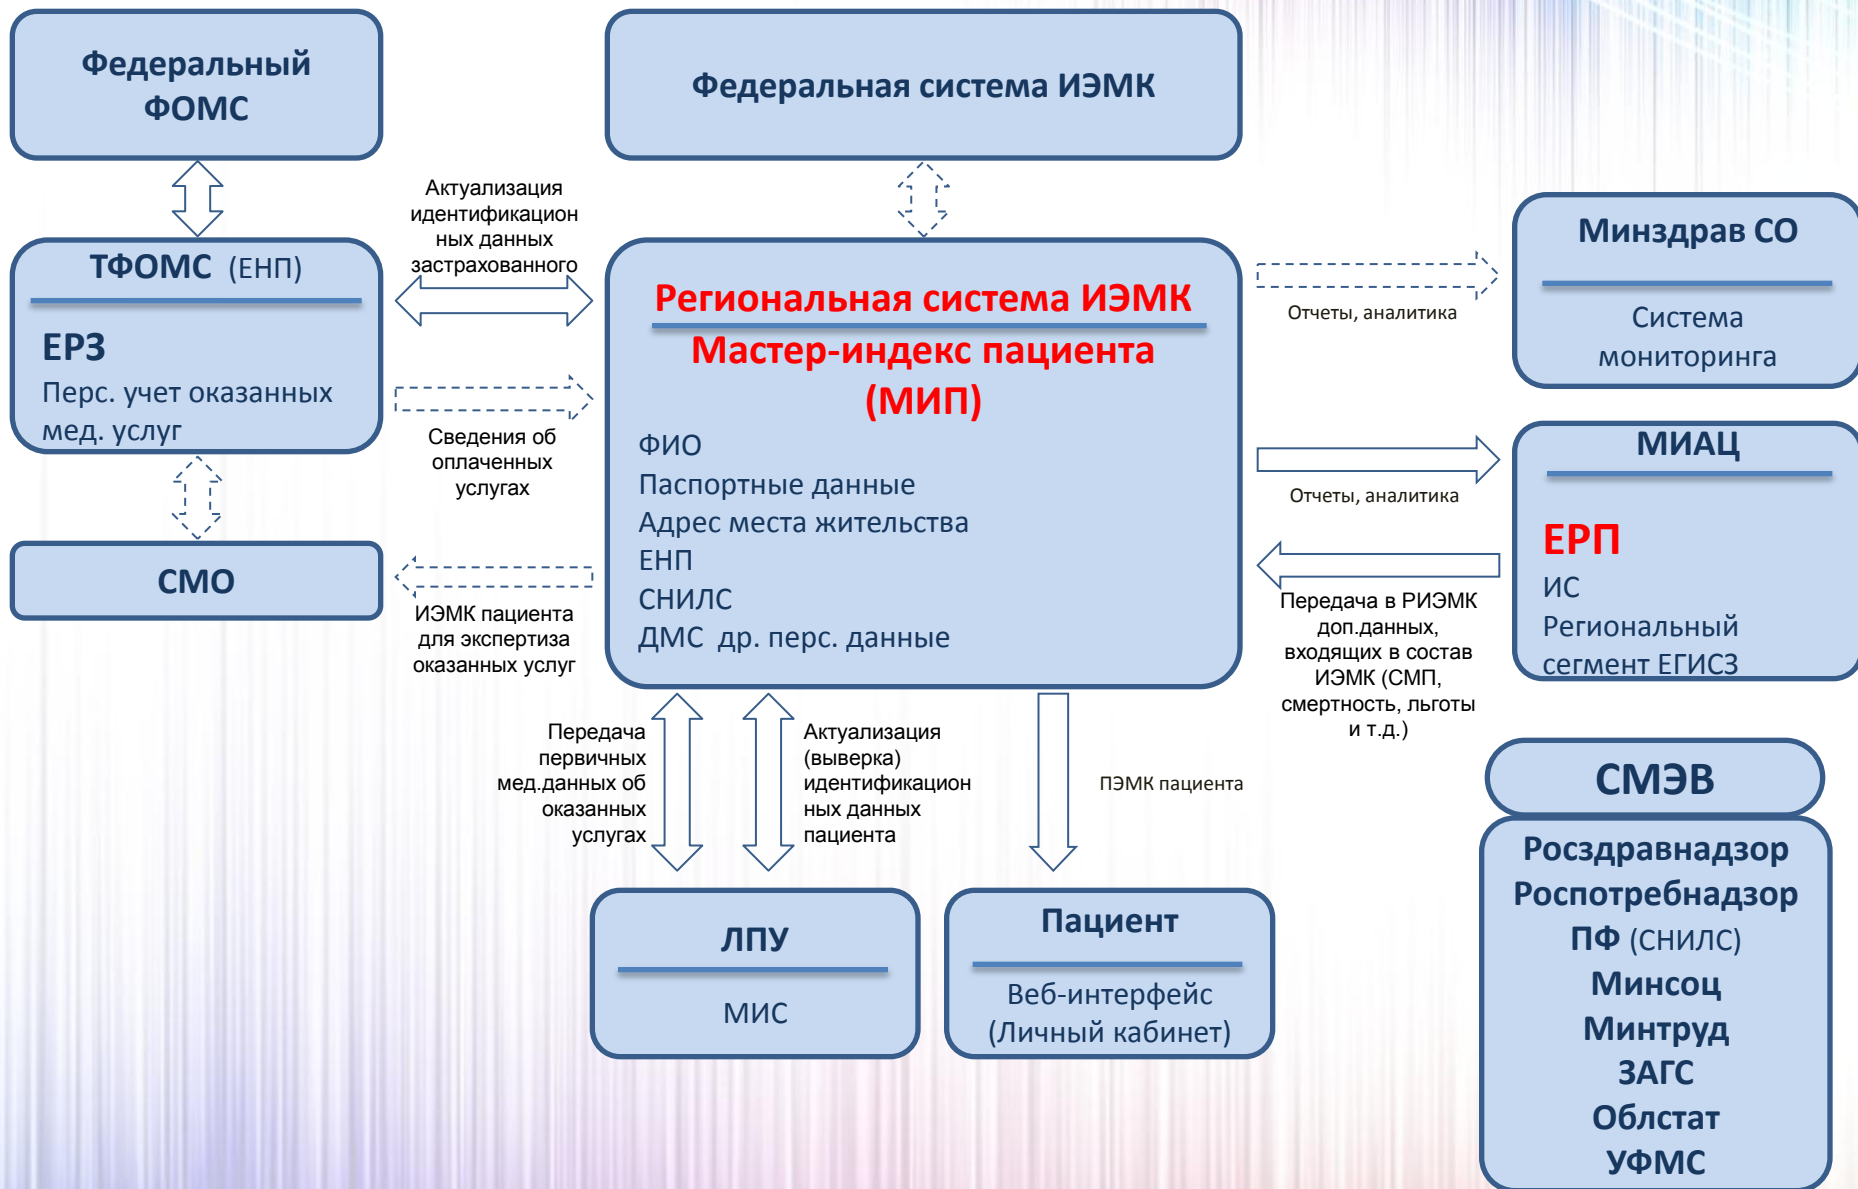 Федеральный
ФОМС
Федеральная система ИЭМК
Актуализация
идентификацион
ных данных
застрахованного
ТФОМС (ЕНП)
ЕРЗ
Перс. учет оказанных
мед. услуг
Сведения об
оплаченных
услугах
СМО
ИЭМК пациента
для экспертиза
оказанных услуг
Региональная система ИЭМК
Мастер-индекс пациента
(МИП)
ФИО
Паспортные данные
Адрес места жительства
ЕНП
СНИЛС
ДМС др. перс. данные
Отчеты, аналитика
Минздрав СО
Система
мониторинга
Отчеты, аналитика
МИАЦ
ЕРП
ИС
Региональный
сегмент ЕГИСЗ
Передача в РИЭМК
доп.данных,
входящих в состав
ИЭМК (СМП,
смертность, льготы
и т.д.)
Передача
первичных
мед.данных об
оказанных
услугах
Актуализация
(выверка)
идентификацион
ных данных
пациента
ПЭМК пациента
ЛПУ
МИС
Пациент
Веб-интерфейс
(Личный кабинет)
СМЭВ
Росздравнадзор
Роспотребнадзор
ПФ (СНИЛС)
Минсоц
Минтруд
ЗАГС
Облстат
УФМС